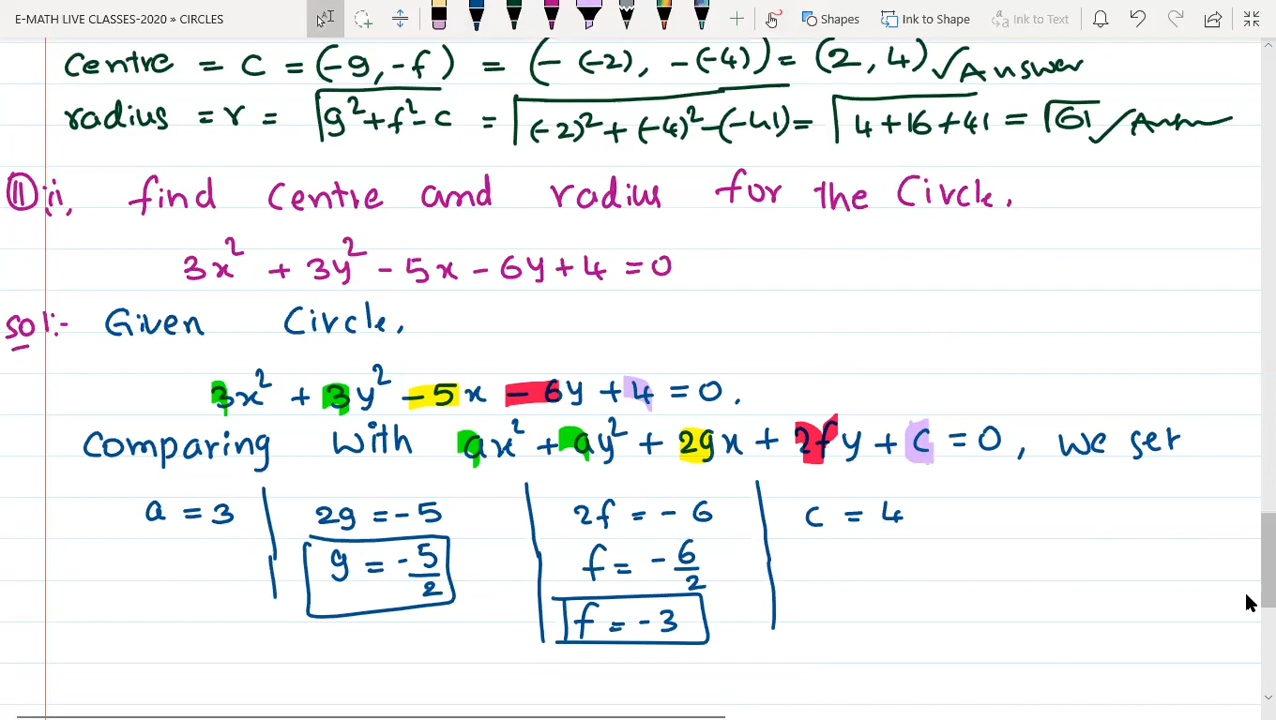 E-MATH LIVE CLASSES-2020 » CIRCLES
Shapes
Ink to Shape
Ink to Text
Centre = C = (-g, -f) = (-(-2), -(-4)) = (2, 4) √ Answer
radius = r = √g²+f²-c = √(-2)²+(-4)²-(-41) = √4+16+41 = √61
⑪ ii, find Centre and radius for the Circle.
3x² + 3y² - 5x - 6y + 4 = 0
Sol:- Given Circle,
3x² + 3y² - 5x - 6y + 4 = 0.
Comparing with ax² + ay² + 2gx + 2fy + c = 0, we get
a = 3 | 2g = -5 | 2f = -6 | c = 4
g = -5/2 f = -6/2
f = -3